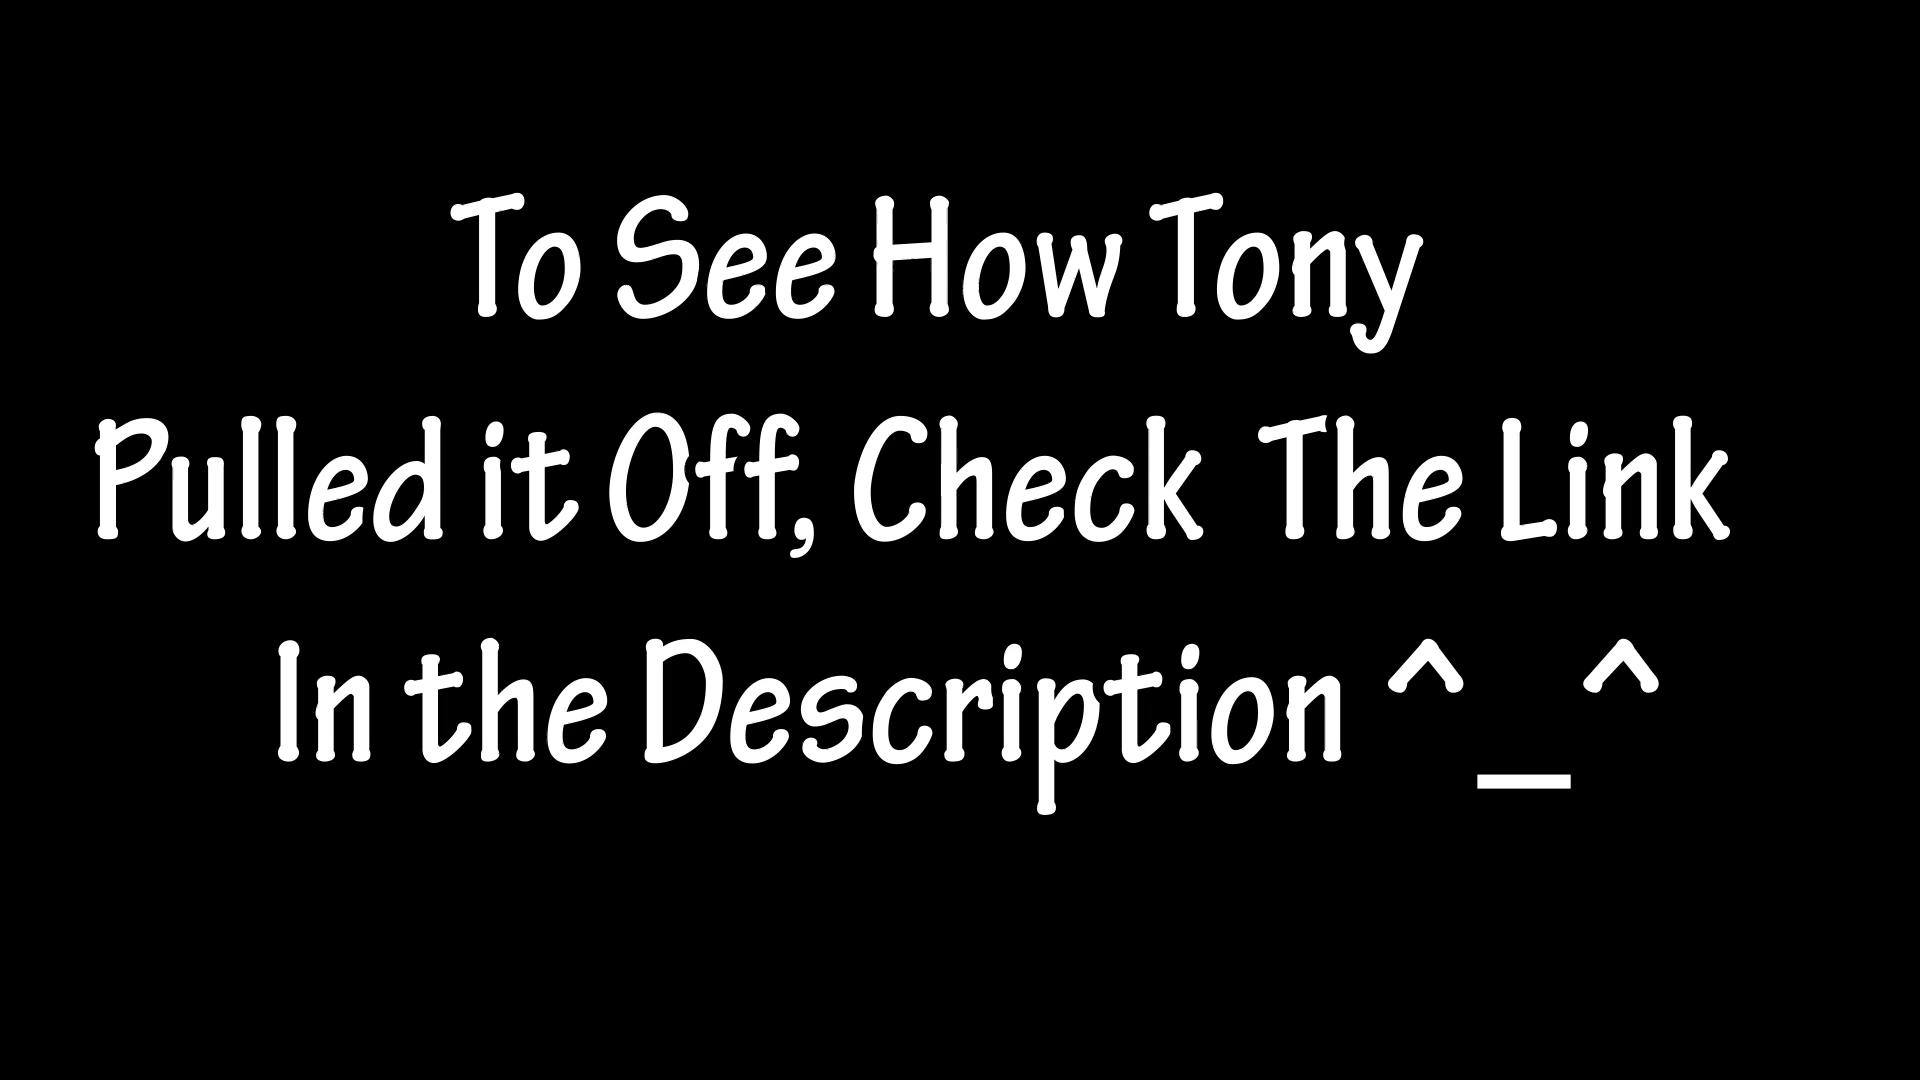 To See How Tony
Pulled it Off, Check The Link
In the Description ^_^